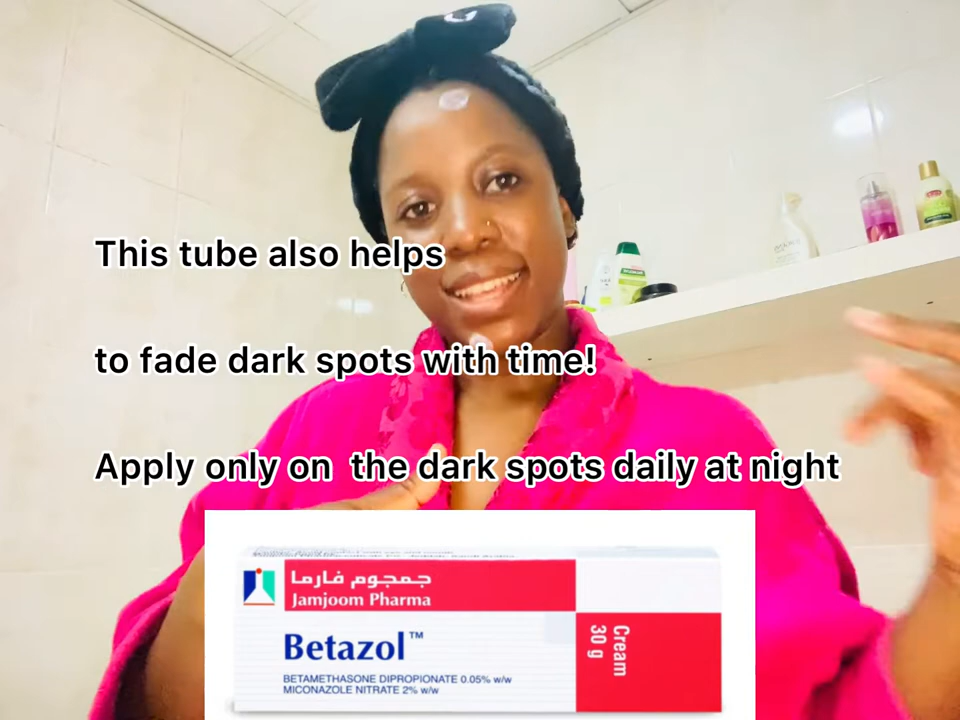 This tube also helps
to fade dark spots with time!
Apply only on  the dark spots daily at night
جمجوم فارما
Jamjoom Pharma
Betazol™
BETAMETHASONE DIPROPIONATE 0.05% w/w
MICONAZOLE NITRATE 2% w/w
Cream
30 g